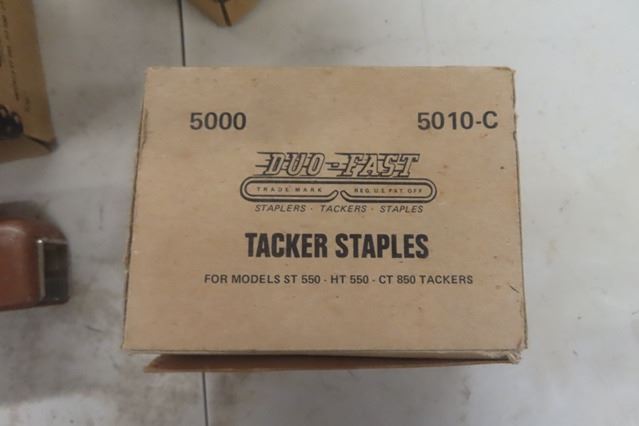 5000 5010-C
DUO-FAST
TRADE MARK REG. U.S. PAT. OFF
STAPLERS · TACKERS · STAPLES
TACKER STAPLES
FOR MODELS ST 550 - HT 550 - CT 850 TACKERS